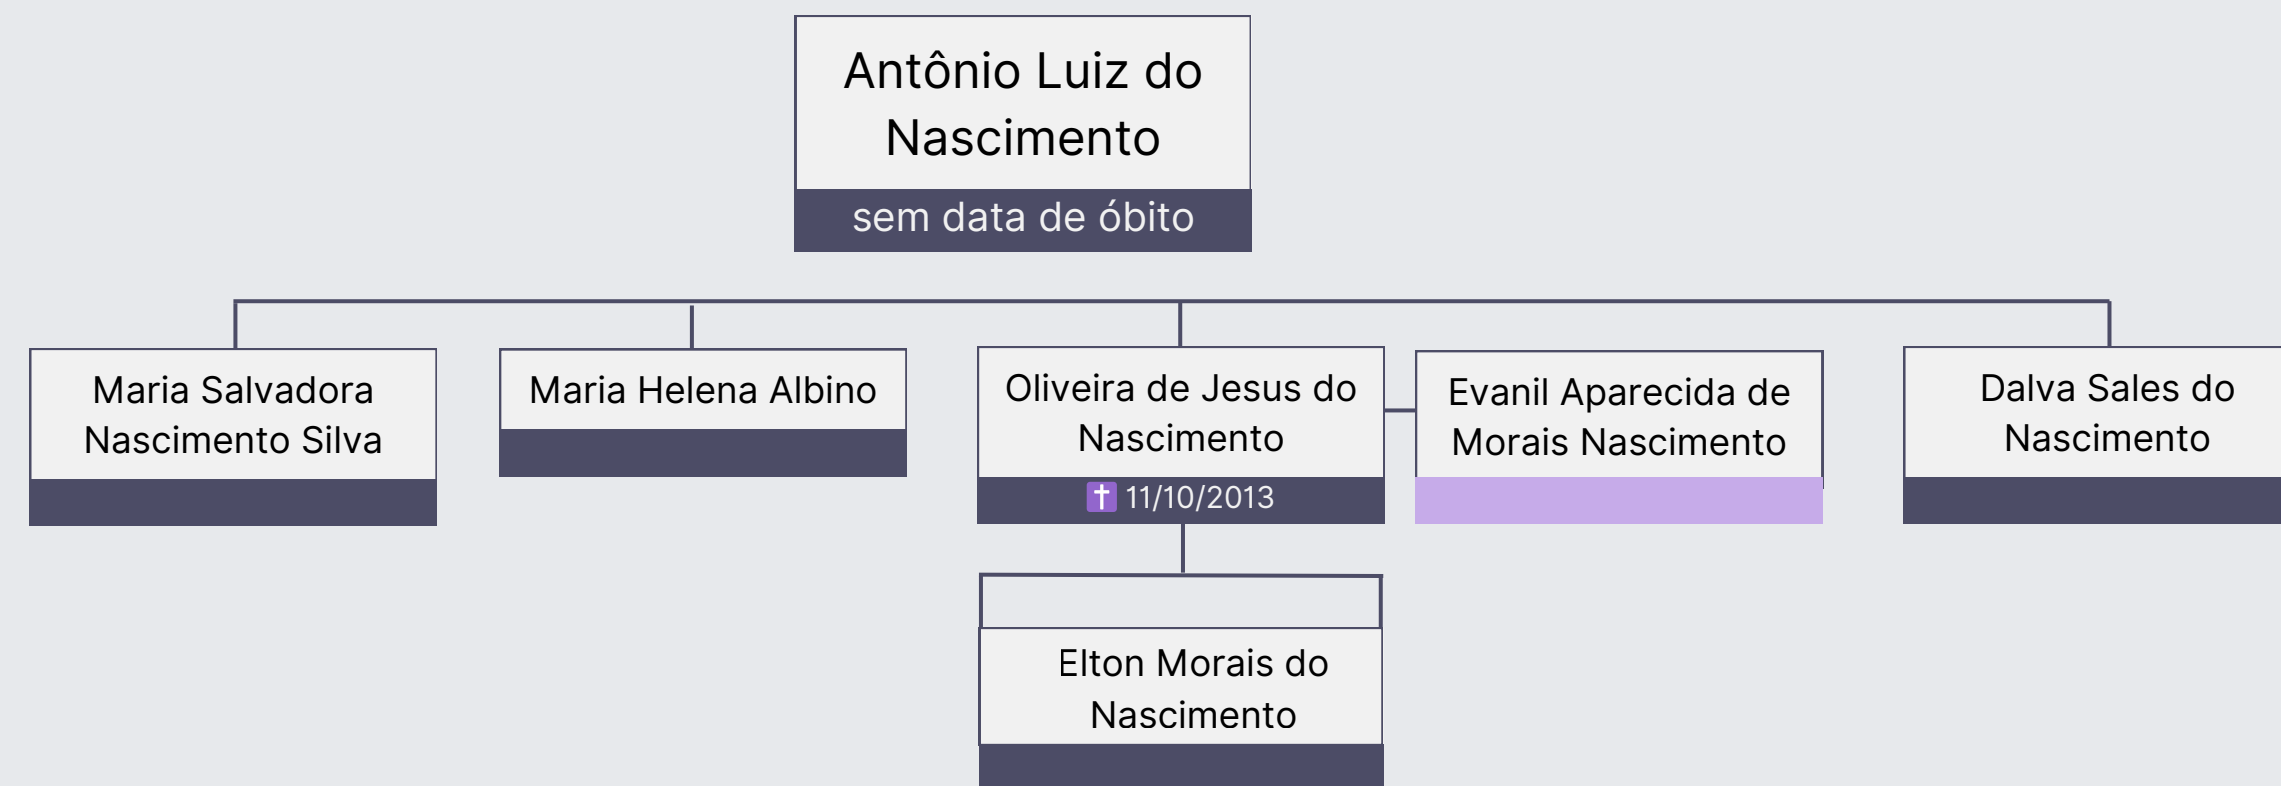 Antônio Luiz do
Nascimento
sem data de óbito
Maria Salvadora
Nascimento Silva
Maria Helena Albino
Oliveira de Jesus do
Nascimento
✝ 11/10/2013
Evanil Aparecida de
Morais Nascimento
Dalva Sales do
Nascimento
Elton Morais do
Nascimento